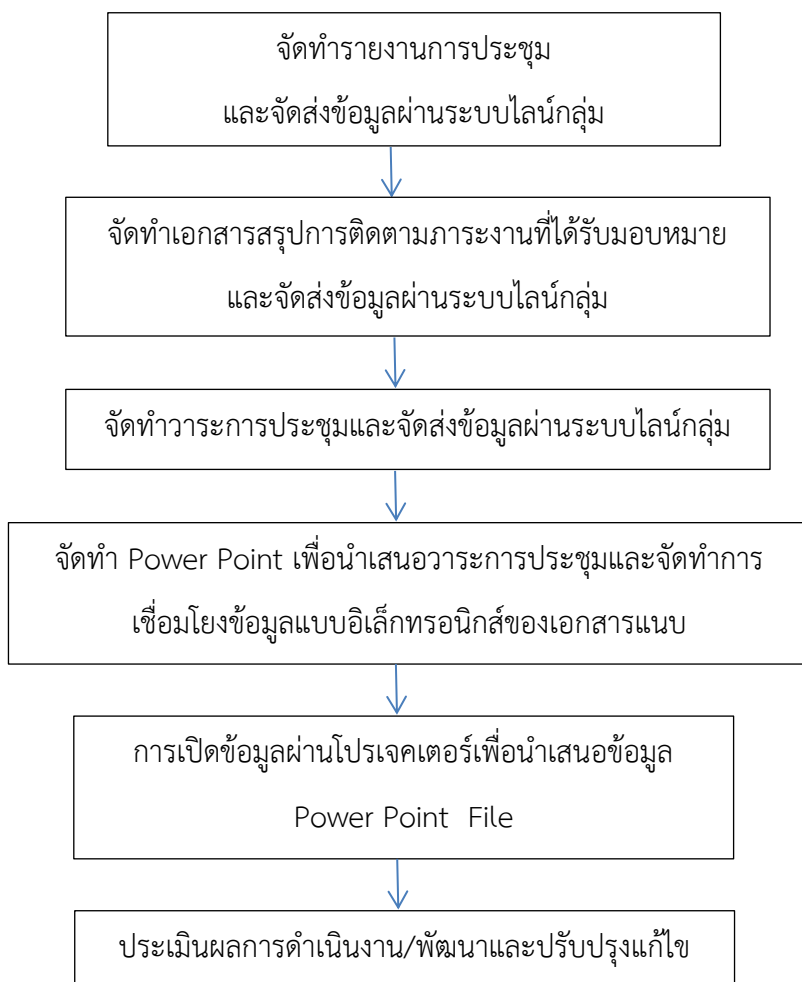 จัดทำรายงานการประชุม
และจัดส่งข้อมูลผ่านระบบไลน์กลุ่ม
จัดทำเอกสารสรุปการติดตามภาระงานที่ได้รับมอบหมาย
และจัดส่งข้อมูลผ่านระบบไลน์กลุ่ม
จัดทำวาระการประชุมและจัดส่งข้อมูลผ่านระบบไลน์กลุ่ม
จัดทำ Power Point เพื่อนำเสนอวาระการประชุมและจัดทำการ
เชื่อมโยงข้อมูลแบบอิเล็กทรอนิกส์ของเอกสารแนบ
การเปิดข้อมูลผ่านโปรเจคเตอร์เพื่อนำเสนอข้อมูล
Power Point File
ประเมินผลการดำเนินงาน/พัฒนาและปรับปรุงแก้ไข